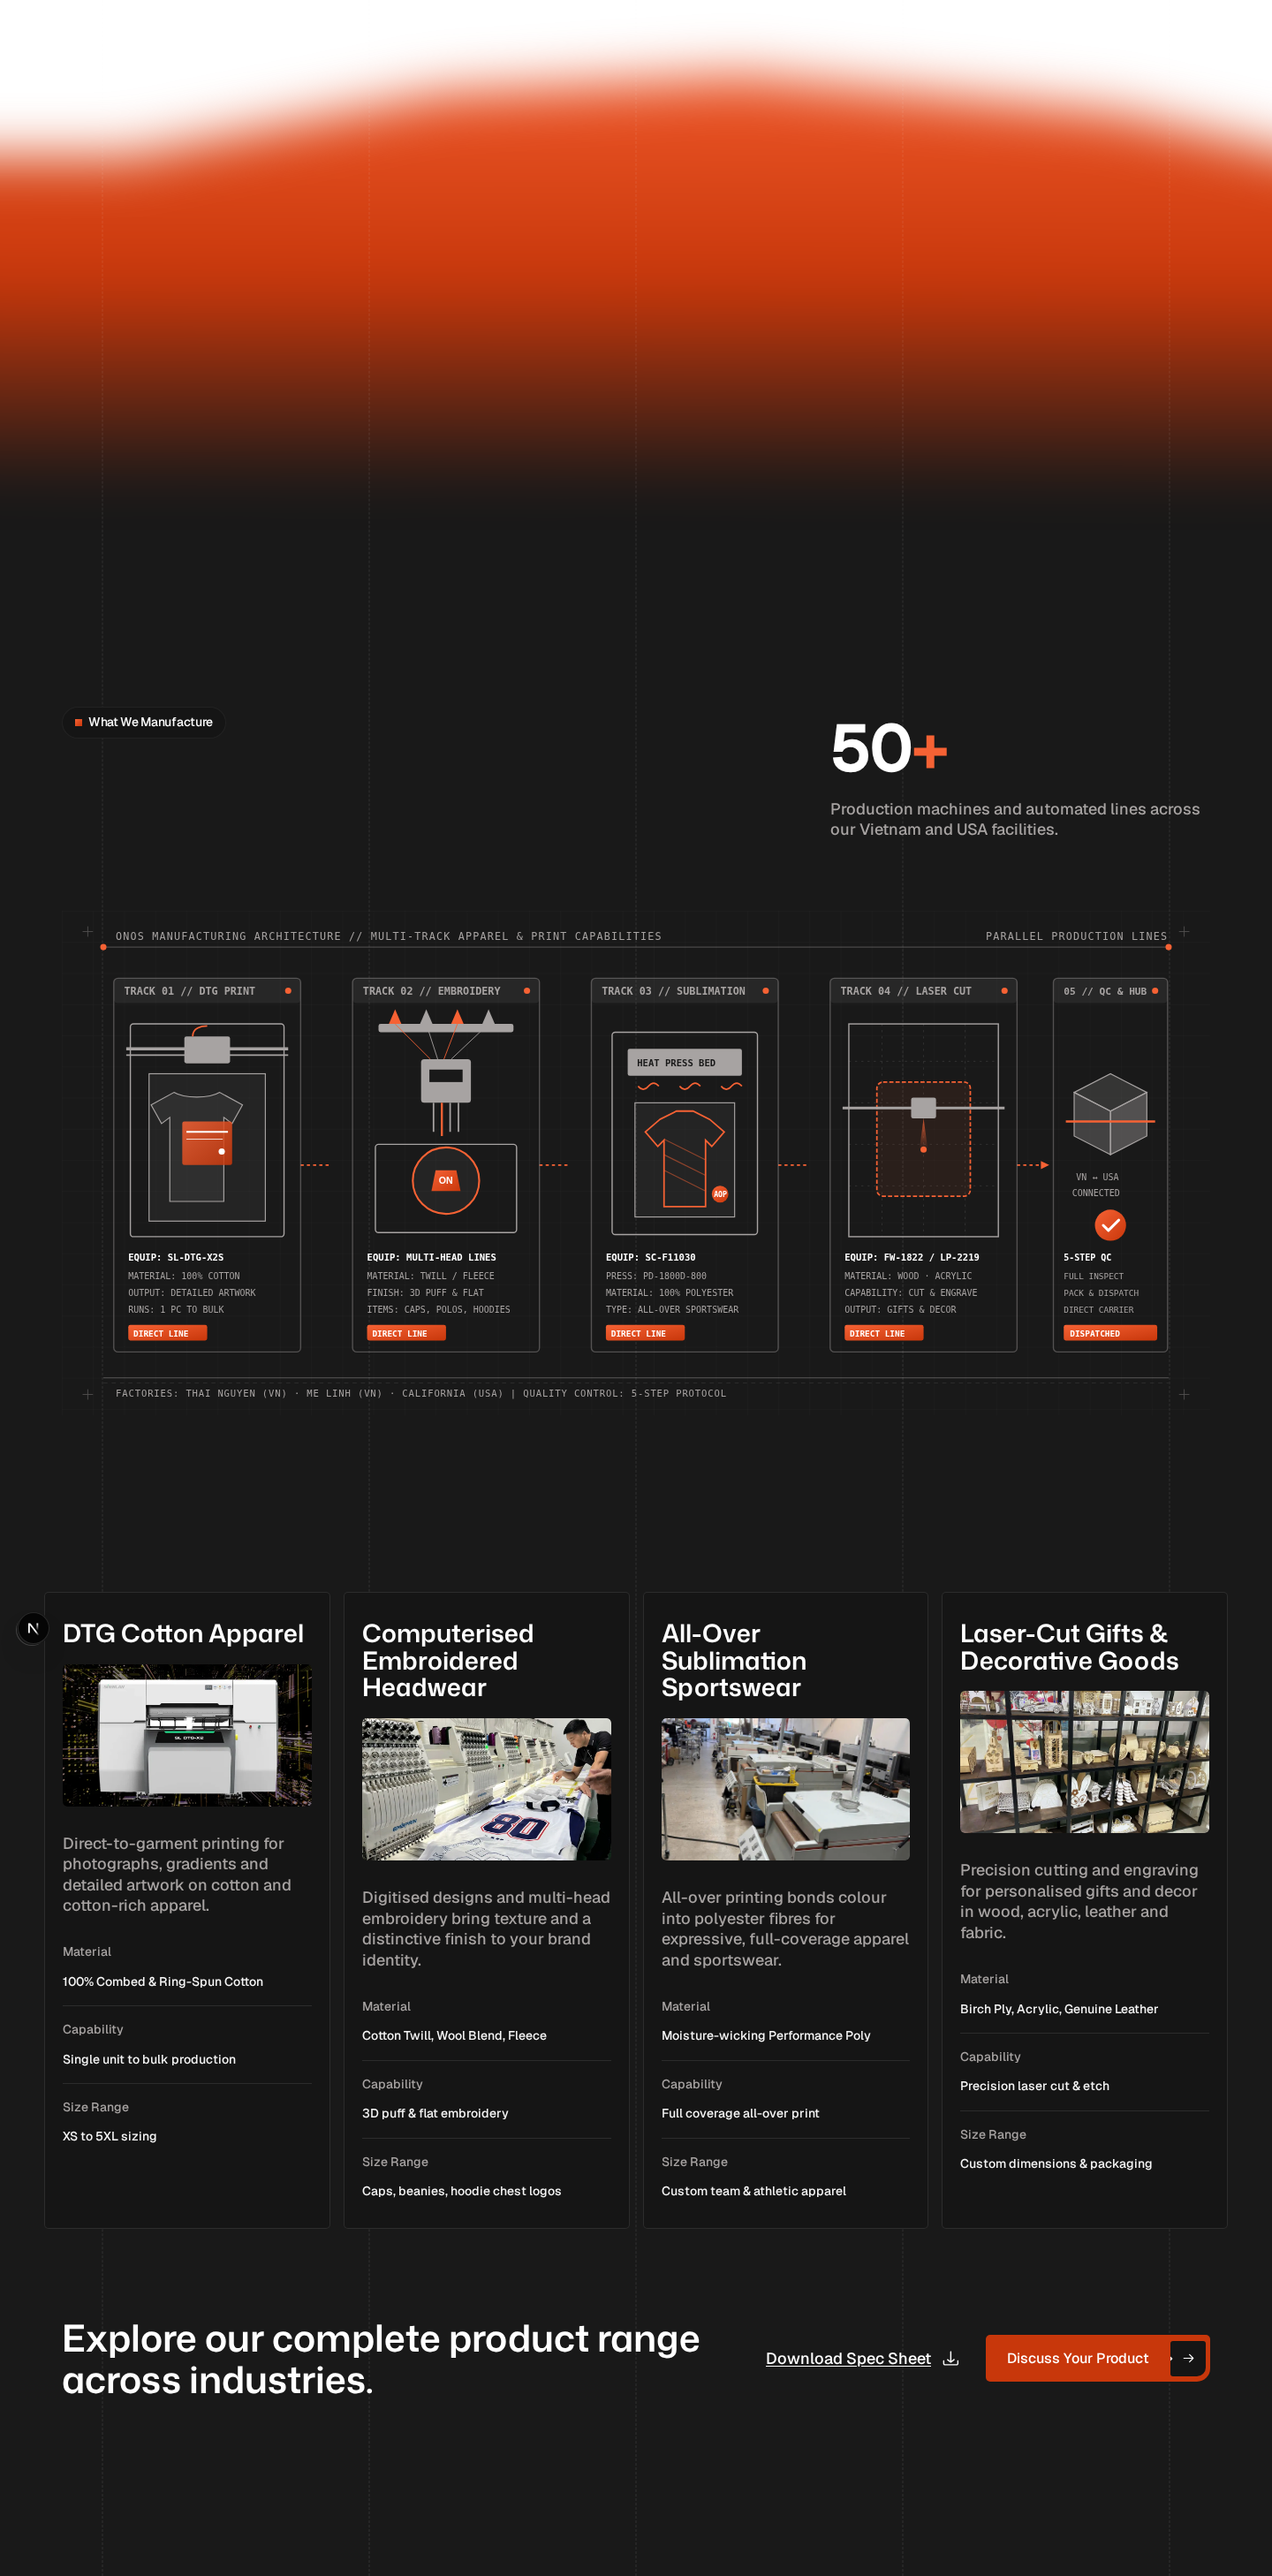 What We Manufacture
50+
Production machines and automated lines across
our Vietnam and USA facilities.
ONOS MANUFACTURING ARCHITECTURE // MULTI-TRACK APPAREL & PRINT CAPABILITIES
PARALLEL PRODUCTION LINES
TRACK 01 // DTG PRINT
EQUIP: SL-DTG-X2S
MATERIAL: 100% COTTON
OUTPUT: DETAILED ARTWORK
RUNS: 1 PC TO BULK
DIRECT LINE
TRACK 02 // EMBROIDERY
ON
EQUIP: MULTI-HEAD LINES
MATERIAL: TWILL / FLEECE
FINISH: 3D PUFF & FLAT
ITEMS: CAPS, POLOS, HOODIES
DIRECT LINE
TRACK 03 // SUBLIMATION
HEAT PRESS BED
AOP
EQUIP: SC-F11030
PRESS: PD-1800D-800
MATERIAL: 100% POLYESTER
TYPE: ALL-OVER SPORTSWEAR
DIRECT LINE
TRACK 04 // LASER CUT
EQUIP: FW-1822 / LP-2219
MATERIAL: WOOD · ACRYLIC
CAPABILITY: CUT & ENGRAVE
OUTPUT: GIFTS & DECOR
DIRECT LINE
05 // QC & HUB
VN ↔ USA
CONNECTED
5-STEP QC
FULL INSPECT
PACK & DISPATCH
DIRECT CARRIER
DISPATCHED
FACTORIES: THAI NGUYEN (VN) · ME LINH (VN) · CALIFORNIA (USA) | QUALITY CONTROL: 5-STEP PROTOCOL
N
DTG Cotton Apparel
SL DTG-X2
Direct-to-garment printing for
photographs, gradients and
detailed artwork on cotton and
cotton-rich apparel.
Material
100% Combed & Ring-Spun Cotton
Capability
Single unit to bulk production
Size Range
XS to 5XL sizing
Computerised
Embroidered
Headwear
80
Digitised designs and multi-head
embroidery bring texture and a
distinctive finish to your brand
identity.
Material
Cotton Twill, Wool Blend, Fleece
Capability
3D puff & flat embroidery
Size Range
Caps, beanies, hoodie chest logos
All-Over
Sublimation
Sportswear
All-over printing bonds colour
into polyester fibres for
expressive, full-coverage apparel
and sportswear.
Material
Moisture-wicking Performance Poly
Capability
Full coverage all-over print
Size Range
Custom team & athletic apparel
Laser-Cut Gifts &
Decorative Goods
Precision cutting and engraving
for personalised gifts and decor
in wood, acrylic, leather and
fabric.
Material
Birch Ply, Acrylic, Genuine Leather
Capability
Precision laser cut & etch
Size Range
Custom dimensions & packaging
Explore our complete product range
across industries.
Download Spec Sheet
Discuss Your Product